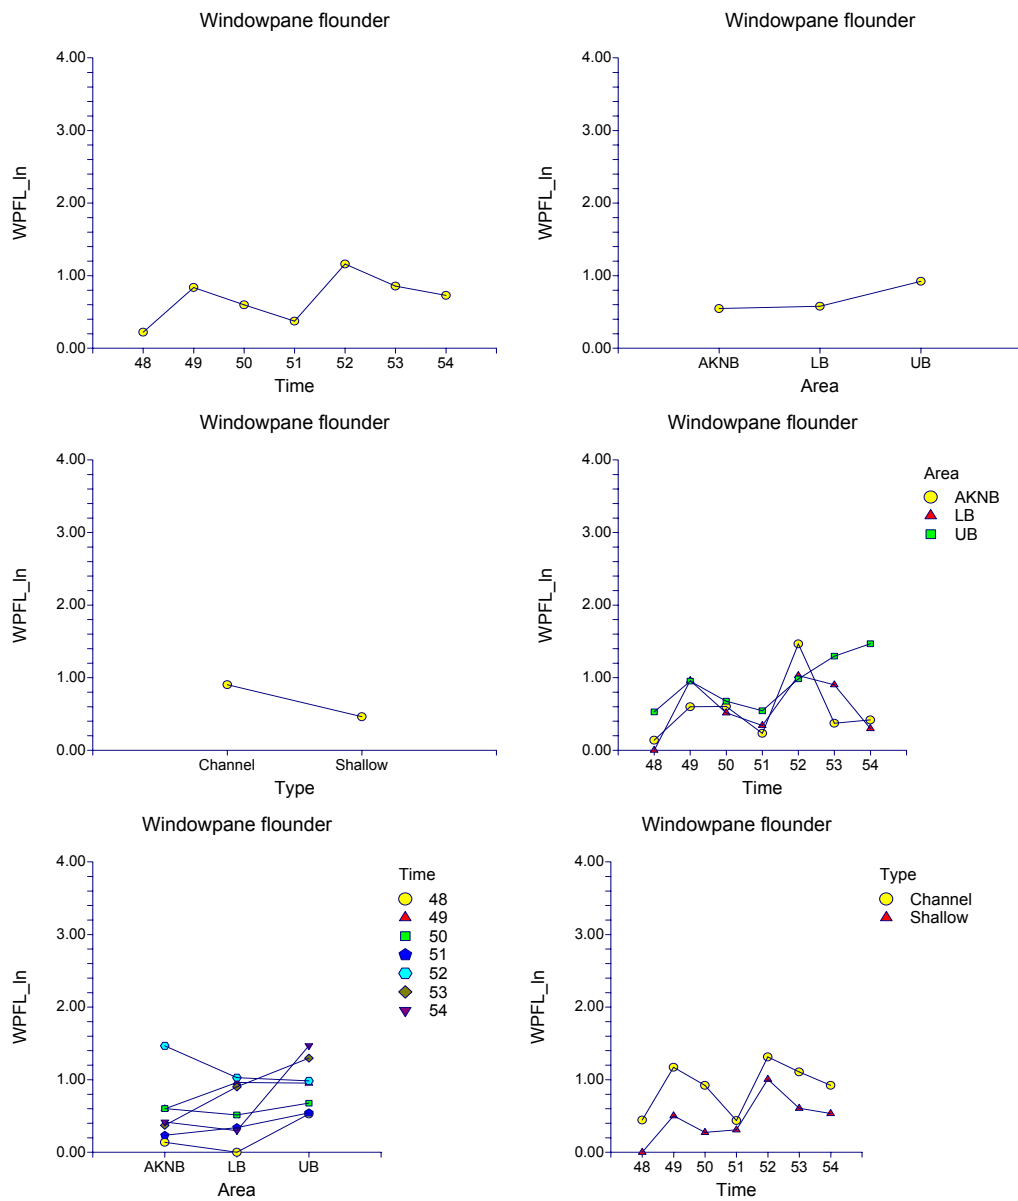 Windowpane flounder
4.00
3.00
2.00
1.00
0.00
WPFL_ln
48 49 50 51 52 53 54
Time
Windowpane flounder
4.00
3.00
2.00
1.00
0.00
WPFL_ln
AKNB LB UB
Area
Windowpane flounder
4.00
3.00
2.00
1.00
0.00
WPFL_ln
Channel Shallow
Type
Windowpane flounder
4.00
3.00
2.00
1.00
0.00
WPFL_ln
48 49 50 51 52 53 54
Time
Area
AKNB
LB
UB
Windowpane flounder
4.00
3.00
2.00
1.00
0.00
WPFL_ln
AKNB LB UB
Area
Time
48
49
50
51
52
53
54
Windowpane flounder
4.00
3.00
2.00
1.00
0.00
WPFL_ln
48 49 50 51 52 53 54
Time
Type
Channel
Shallow